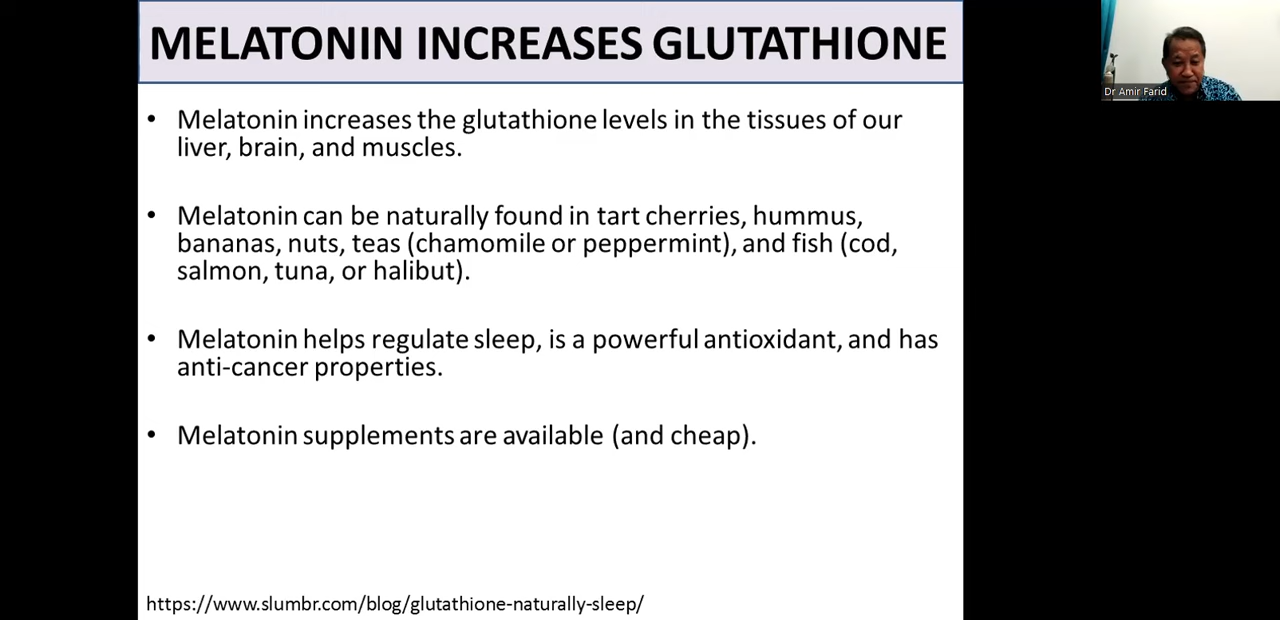 MELATONIN INCREASES GLUTATHIONE
• Melatonin increases the glutathione levels in the tissues of our
liver, brain, and muscles.
• Melatonin can be naturally found in tart cherries, hummus,
bananas, nuts, teas (chamomile or peppermint), and fish (cod,
salmon, tuna, or halibut).
• Melatonin helps regulate sleep, is a powerful antioxidant, and has
anti-cancer properties.
• Melatonin supplements are available (and cheap).
https://www.slumbr.com/blog/glutathione-naturally-sleep/
Dr Amir Farid